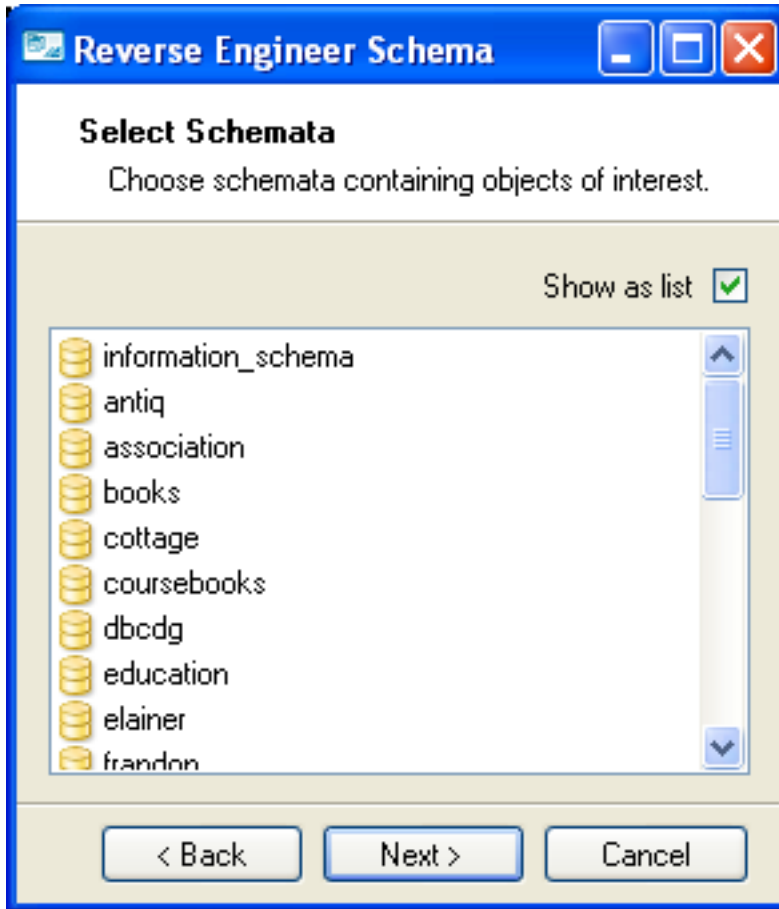 Reverse Engineer Schema
Select Schemata
Choose schemata containing objects of interest.
Show as list
information_schema
antiq
association
books
cottage
coursebooks
dbcdg
education
elainer
frandon
< Back
Next >
Cancel